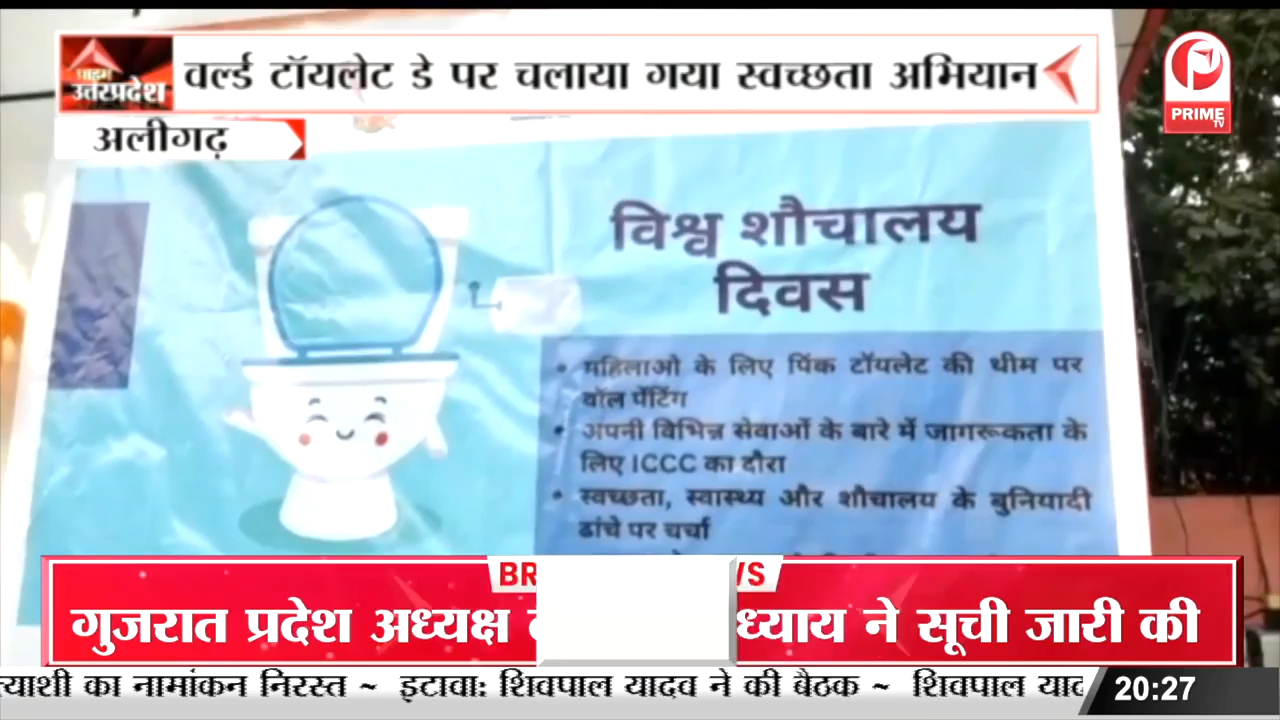 प्राइम
उत्तरप्रदेश
वर्ल्ड टॉयलेट डे पर चलाया गया स्वच्छता अभियान
PRIME
TV
अलीगढ़
विश्व शौचालय
दिवस
• महिलाओ के लिए पिंक टॉयलेट की थीम पर
वॉल पेंटिंग
• अपनी विभिन्न सेवाओं के बारे में जागरूकता के
लिए ICCC का दौरा
• स्वच्छता, स्वास्थ्य और शौचालय के बुनियादी
ढांचे पर चर्चा
गुजरात प्रदेश अध्यक्ष ध्याय ने सूची जारी की
त्याशी का नामांकन निरस्त ~ इटावा: शिवपाल यादव ने की बैठक ~ शिवपाल याद
20:27